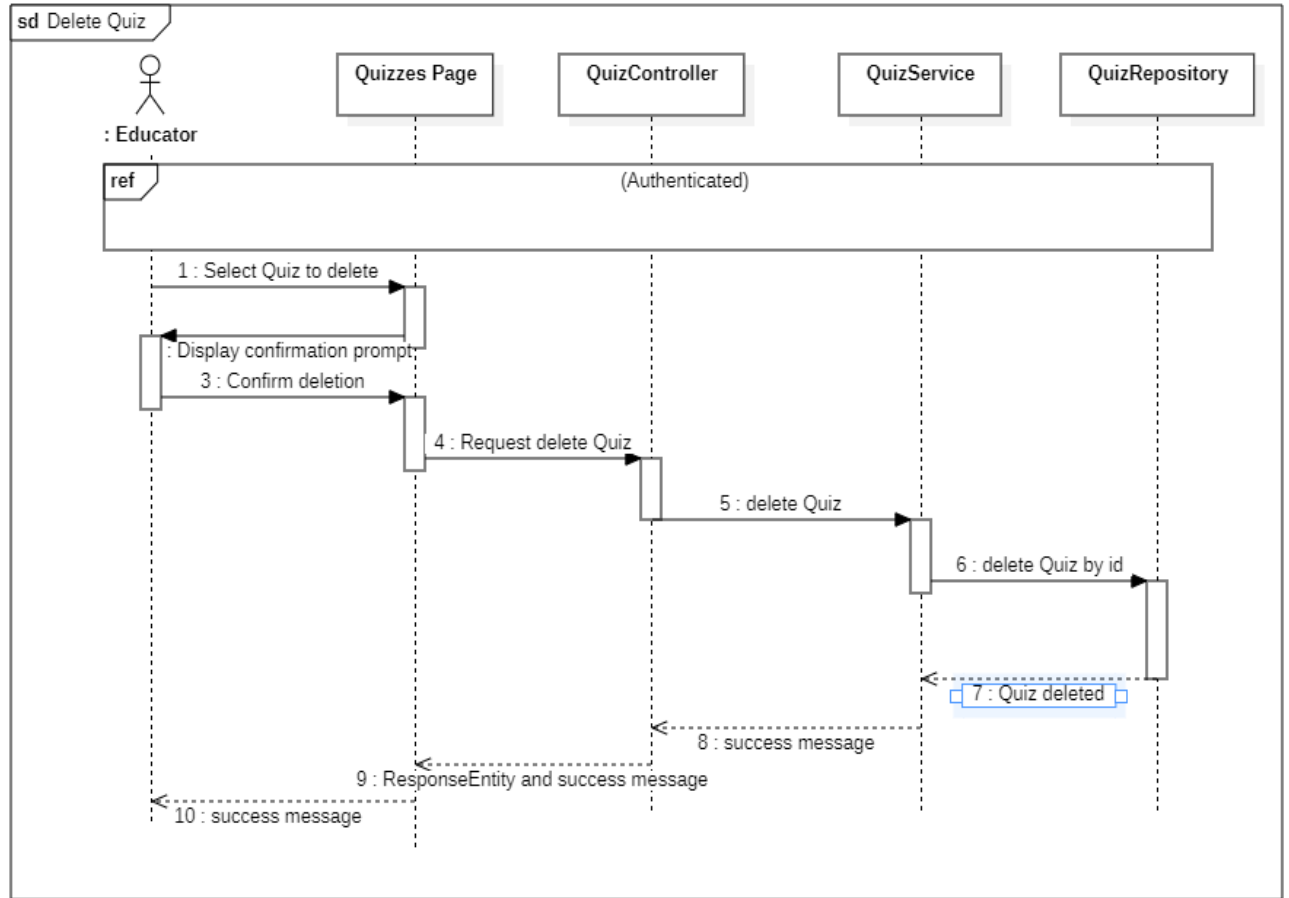 sd Delete Quiz
Quizzes Page
QuizController
QuizService
QuizRepository
: Educator
ref
(Authenticated)
1 : Select Quiz to delete
: Display confirmation prompt
3 : Confirm deletion
4 : Request delete Quiz
5 : delete Quiz
6 : delete Quiz by id
7 : Quiz deleted
8 : success message
9 : ResponseEntity and success message
10 : success message